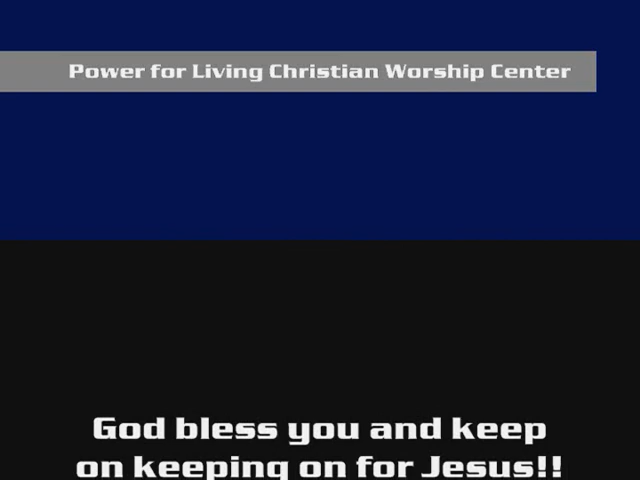 Power for Living Christian Worship Center
God bless you and keep
on keeping on for Jesus!!